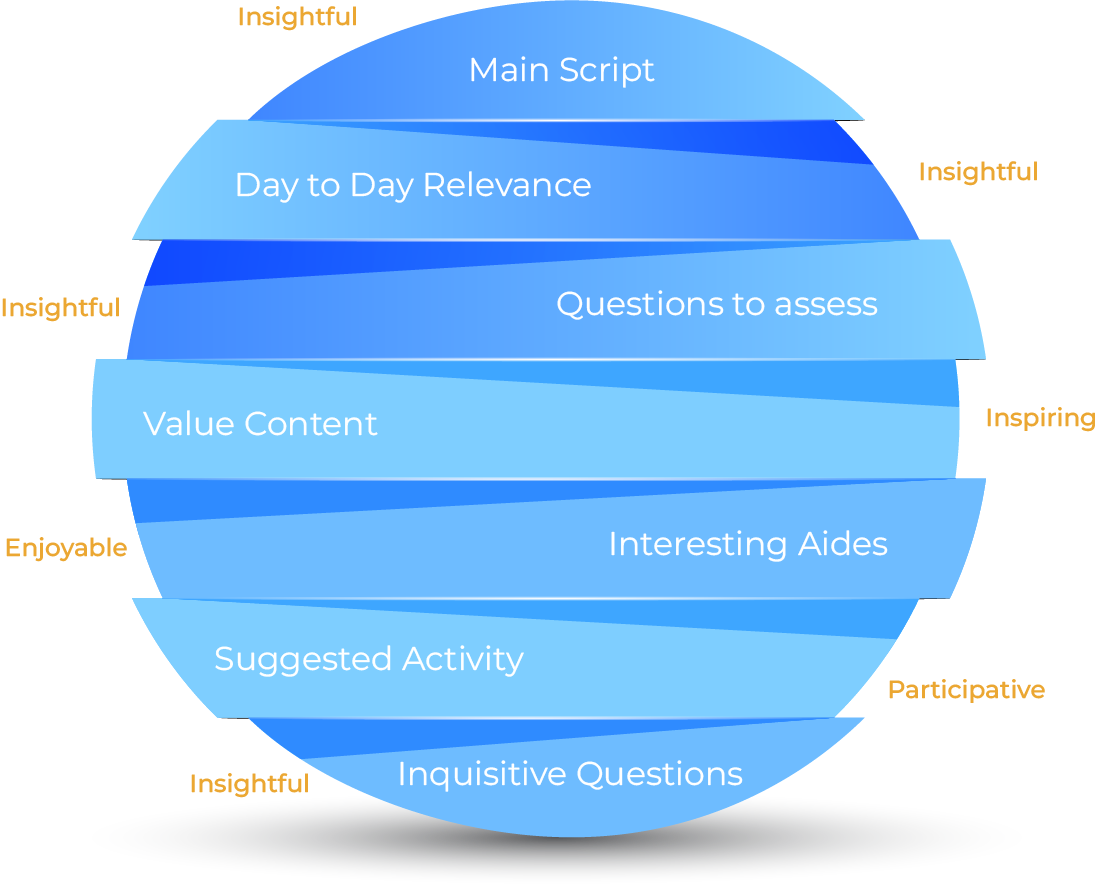 Insightful
Main Script
Day to Day Relevance
Insightful
Insightful
Questions to assess
Value Content
Inspiring
Enjoyable
Interesting Aides
Suggested Activity
Participative
Insightful
Inquisitive Questions